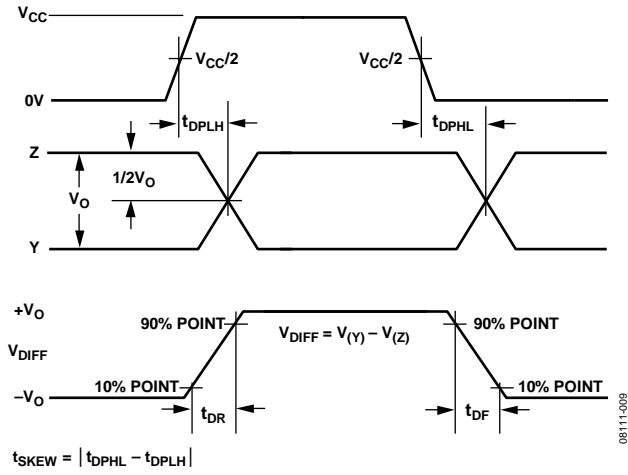 VCC
VCC/2
VCC/2
0V
tDPLH
tDPHL
Z
1/2VO
VO
Y
+VO
90% POINT
VDIFF = V(Y) – V(Z)
90% POINT
VDIFF
10% POINT
10% POINT
–VO
tDR
tDF
tSKEW = |tDPHL – tDPLH|
08111-009